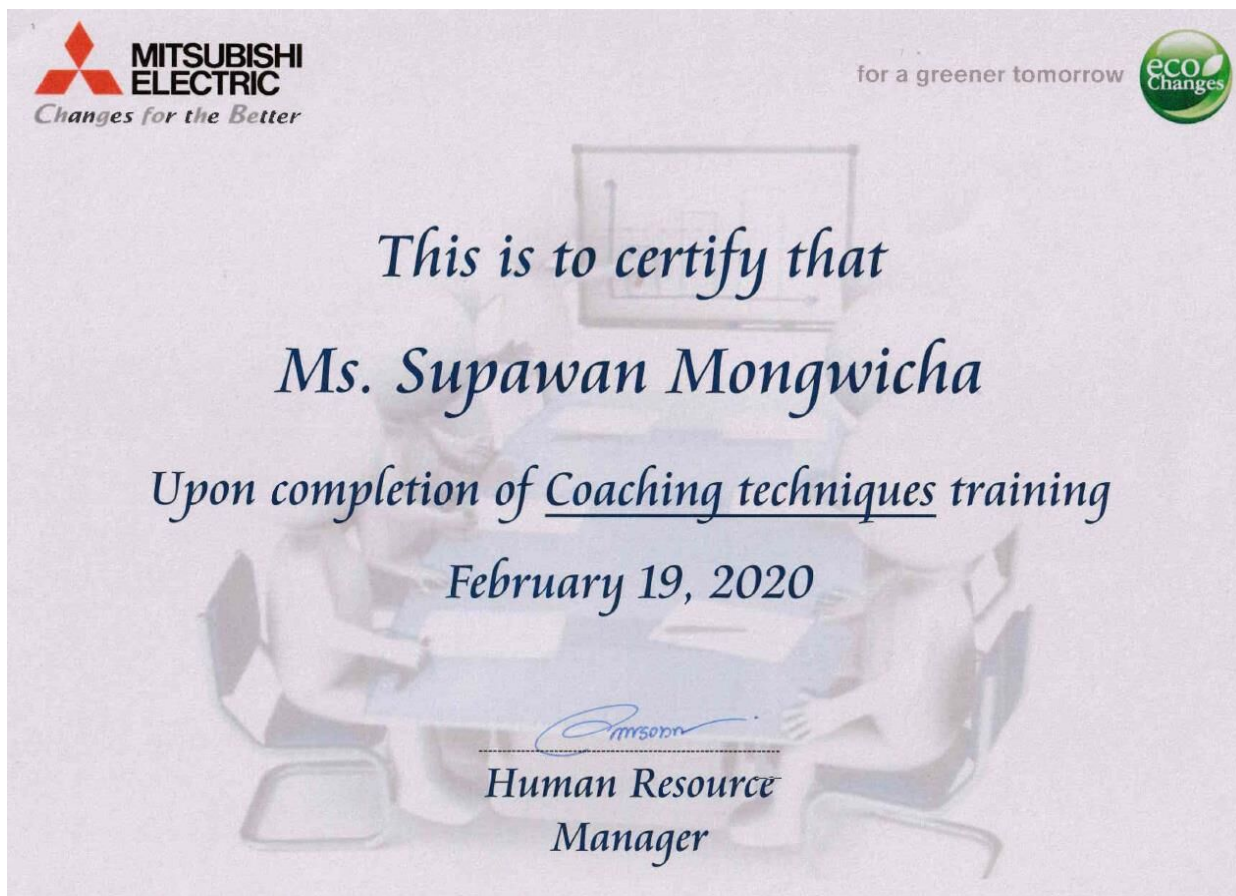 MITSUBISHI
ELECTRIC
Changes for the Better
for a greener tomorrow
eco
Changes
This is to certify that
Ms. Supawan Mongwicha
Upon completion of Coaching techniques training
February 19, 2020
Human Resource
Manager